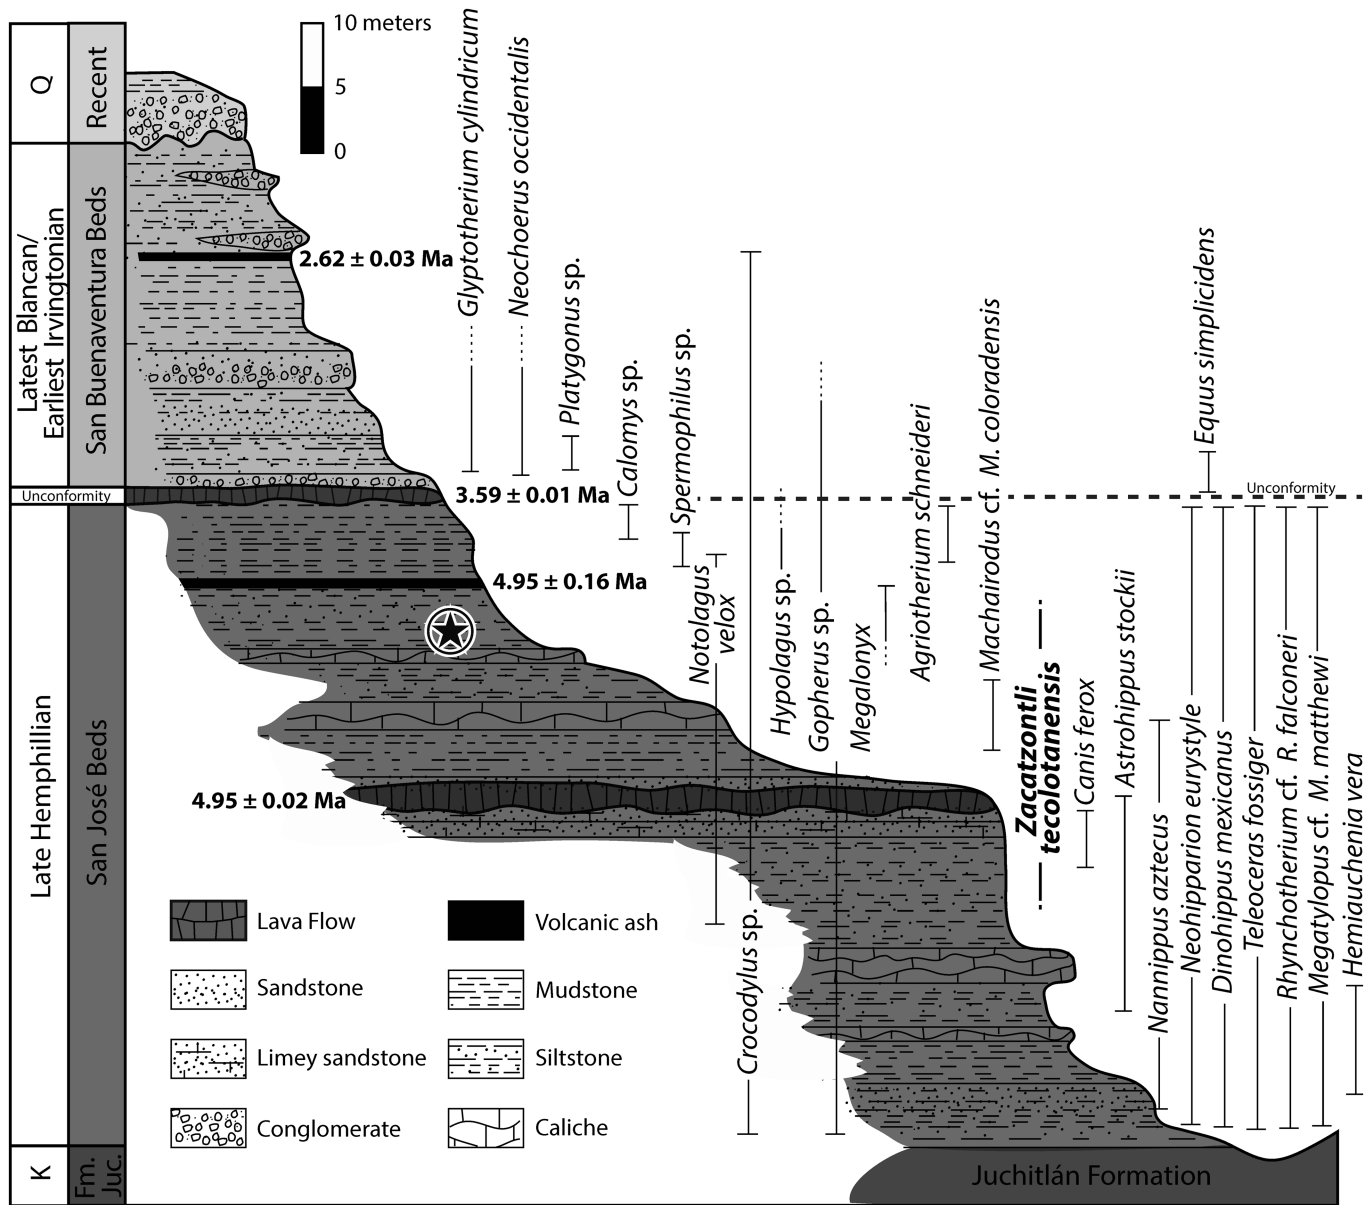 Q
Recent
Latest Blancan/
Earliest Irvingtonian
San Buenaventura Beds
Unconformity
Late Hemphillian
San José Beds
K
Fm.
Juc.
10 meters
5
0
2.62 ± 0.03 Ma
3.59 ± 0.01 Ma
4.95 ± 0.16 Ma
4.95 ± 0.02 Ma
Glyptotherium cylindricum
Neochoerus occidentalis
Platygonus sp.
Calomys sp.
Spermophilus sp.
Notolagus
velox
Crocodylus sp.
Hypolagus sp.
Gopherus sp.
Megalonyx
Agriotherium schneideri
Machairodus cf. M. coloradensis
Zacatzontli
tecolotanensis
Canis ferox
Astrohippus stockii
Nannippus aztecus
Neohipparion eurystyle
Equus simplicidens
Unconformity
Dinohippus mexicanus
Teleoceras fossiger
Rhynchotherium cf. R. falconeri
Megatylopus cf. M. matthewi
Hemiauchenia vera
Lava Flow
Volcanic ash
Sandstone
Mudstone
Limey sandstone
Siltstone
Conglomerate
Caliche
Juchitlán Formation